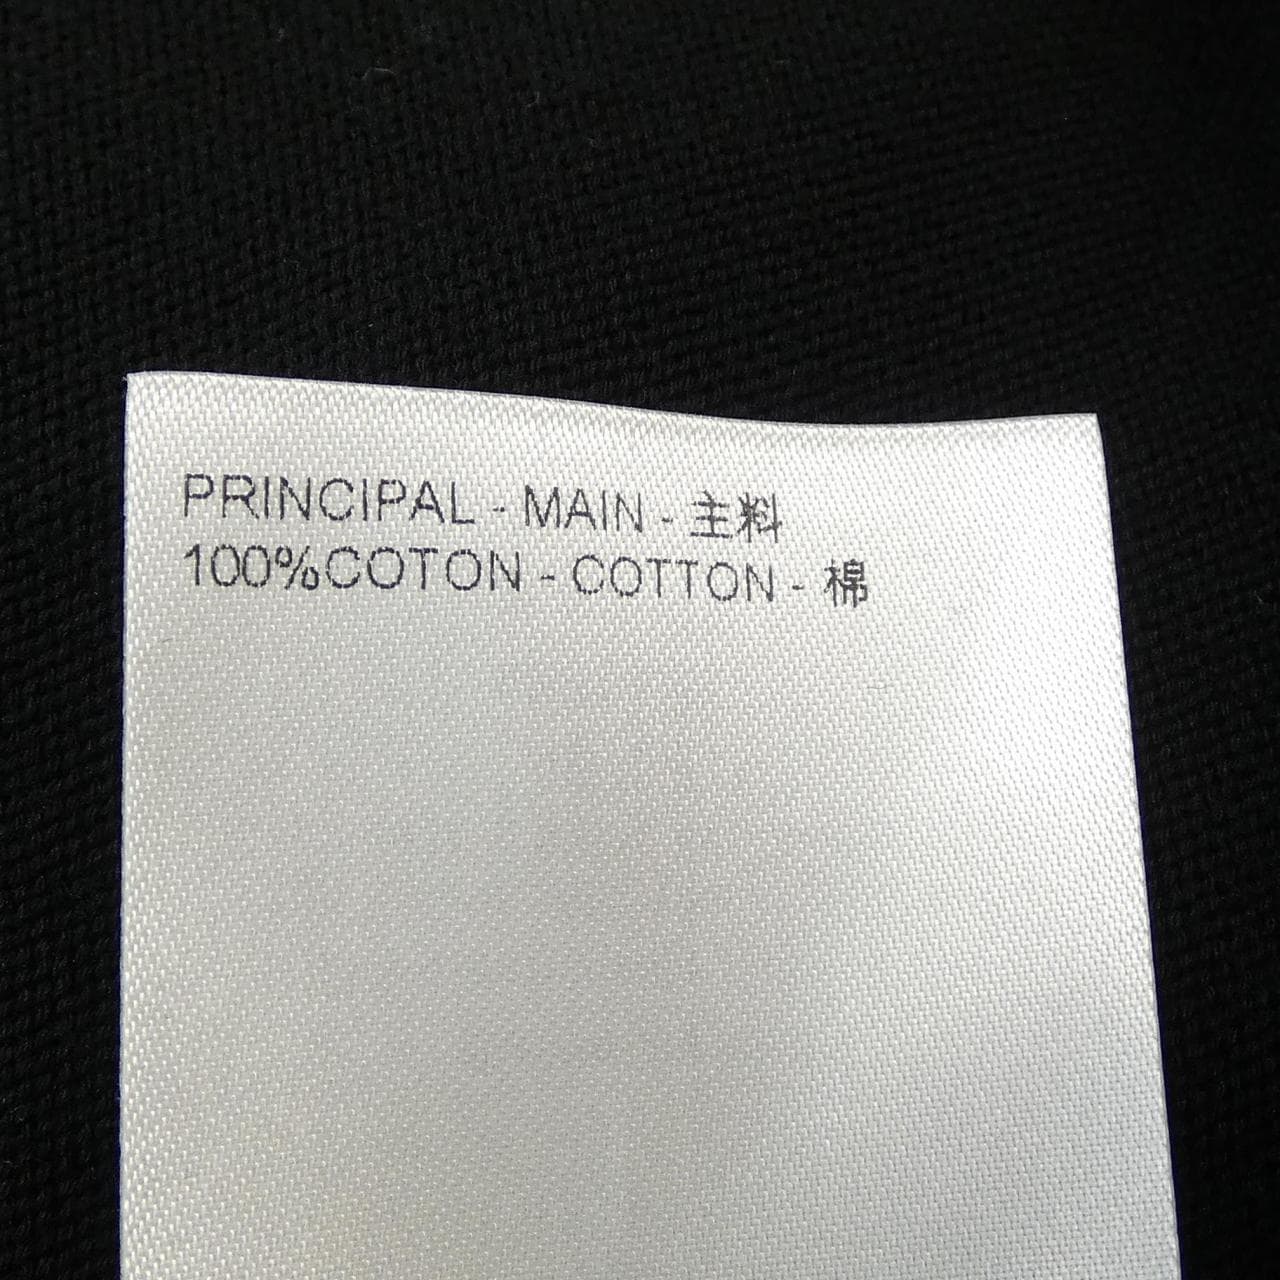 PRINCIPAL - MAIN - 主料
100%COTON - COTTON - 棉